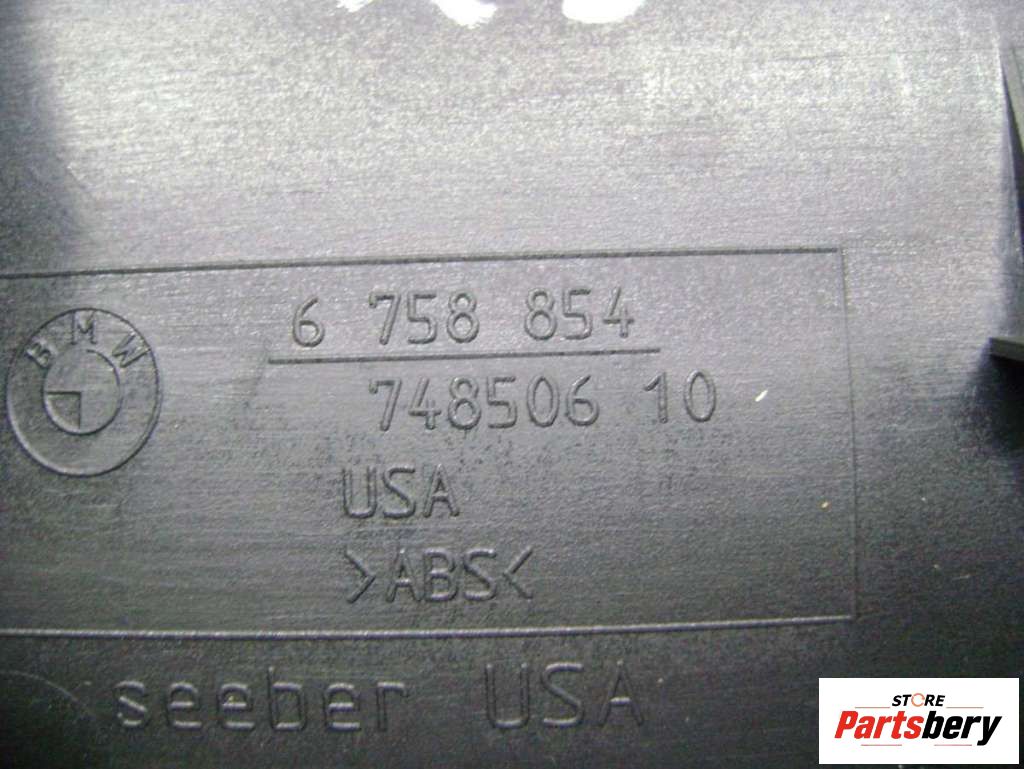 BMW
6 758 854
748506 10
USA
>ABS<
seeber USA
STORE
Partsbery